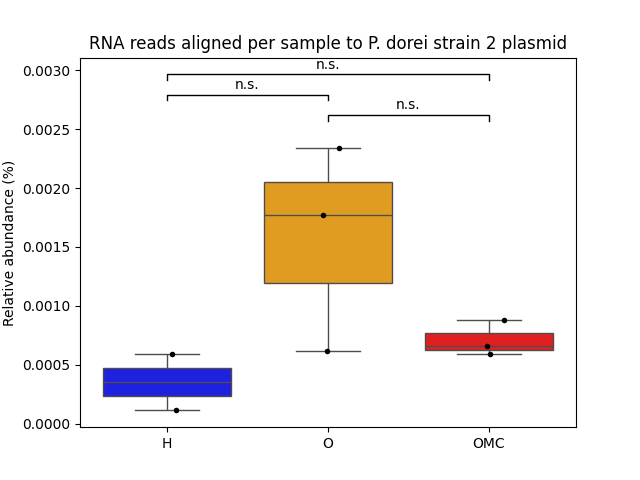 RNA reads aligned per sample to P. dorei strain 2 plasmid
n.s.
n.s.
n.s.
Relative abundance (%)
0.0030
0.0025
0.0020
0.0015
0.0010
0.0005
0.0000
H
O
OMC